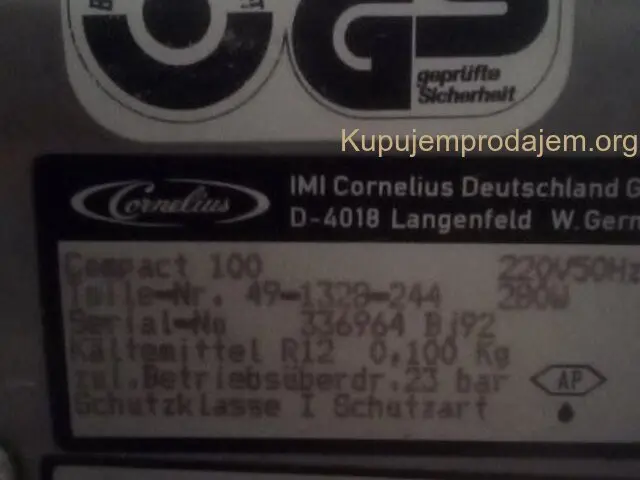 geprüfte
Sicherheit
Kupujemprodajem.org
Cornelius
IMI Cornelius Deutschland G
D-4018 Langenfeld W.Germ
Compact 100 220V50Hz
Teile-Nr. 49-1328-244 280W
Serial-No 336964 Bj92
Kältemittel R12 0,100 Kg
zul.Betriebsüberdr.23 bar
AP
Schutzklasse I Schutzart